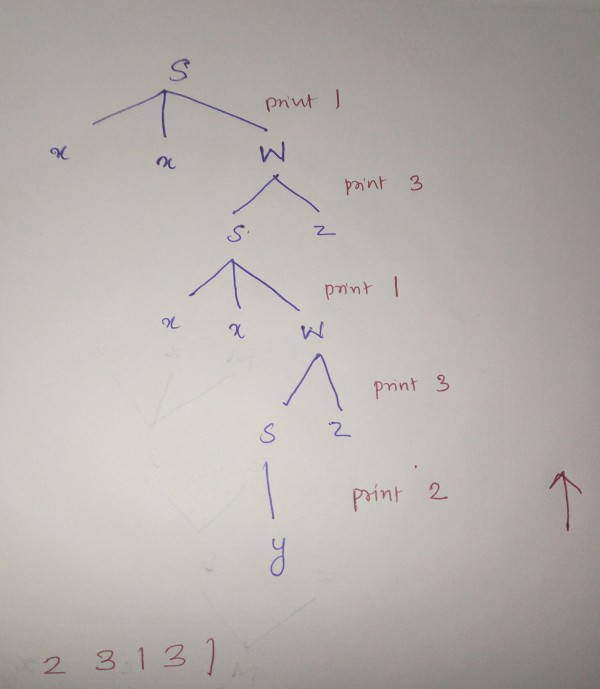 S
print 1
x x W
print 3
S z
print 1
x x W
print 3
S z
print 2
y
2 3 1 3 1